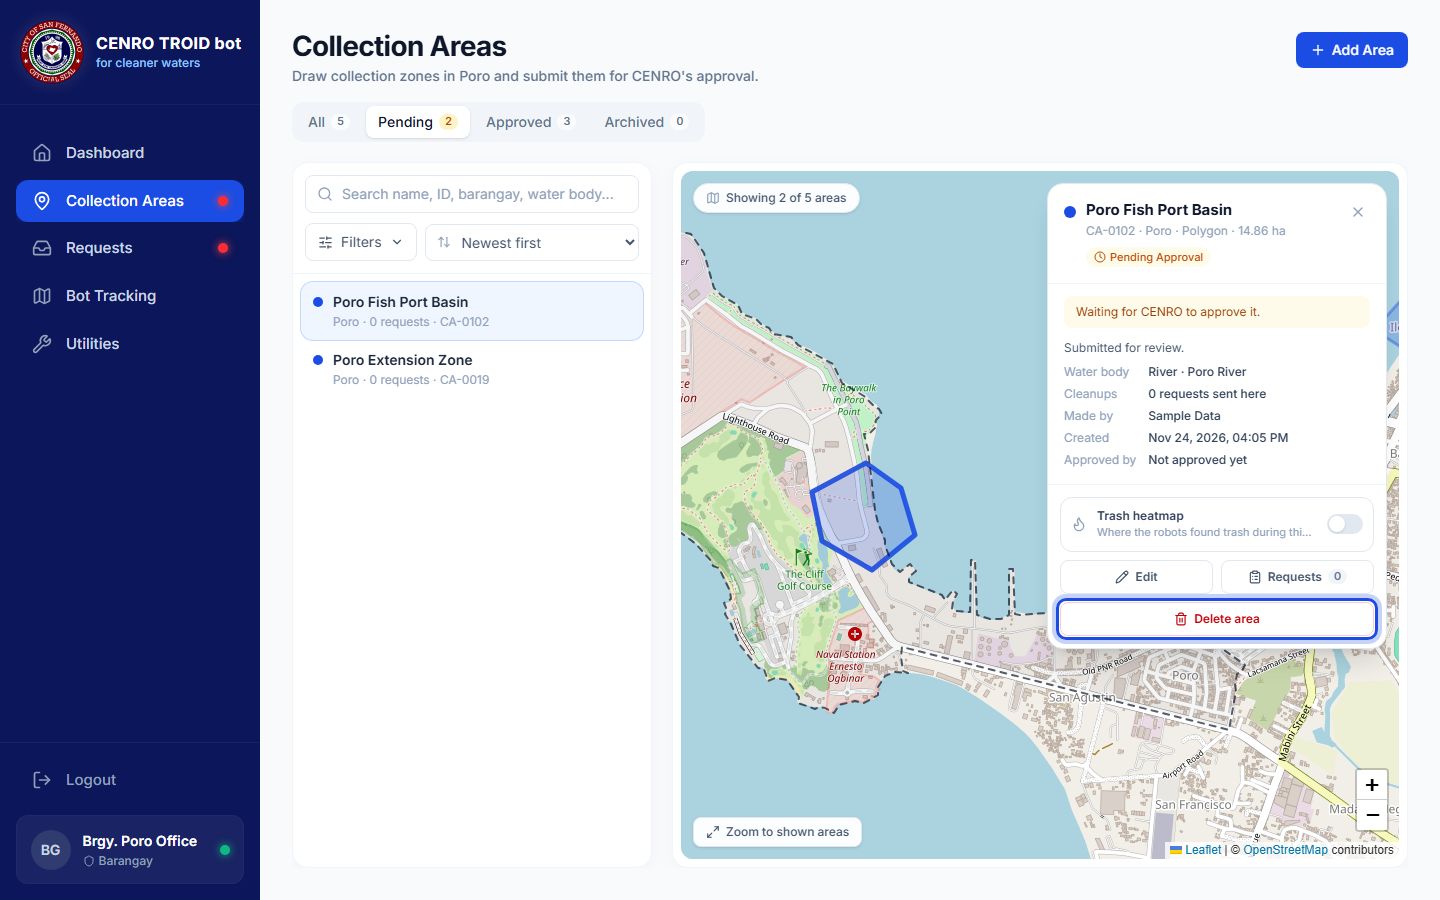 CITY OF SAN FERNANDO
OFFICIAL SEAL
CENRO TROID bot
for cleaner waters
Dashboard
Collection Areas
Requests
Bot Tracking
Utilities
Logout
BG
Brgy. Poro Office
Barangay
Collection Areas
Draw collection zones in Poro and submit them for CENRO's approval.
Add Area
All 5
Pending 2
Approved 3
Archived 0
Search name, ID, barangay, water body...
Filters
Newest first
Poro Fish Port Basin
Poro · 0 requests · CA-0102
Poro Extension Zone
Poro · 0 requests · CA-0019
Showing 2 of 5 areas
The Baywalk
in Poro
Point
Lighthouse Road
The Cliff
Golf Course
Naval Station
Ernesto
Ogbinar
San Agustin
Old PNR Road
Poro
Lacsamana Street
Mabini Street
Airport Road
San Francisco
Poro Fish Port Basin
CA-0102 · Poro · Polygon · 14.86 ha
Pending Approval
Waiting for CENRO to approve it.
Submitted for review.
Water body River · Poro River
Cleanups 0 requests sent here
Made by Sample Data
Created Nov 24, 2026, 04:05 PM
Approved by Not approved yet
Trash heatmap
Where the robots found trash during thi...
Edit
Requests 0
Delete area
Zoom to shown areas
+
−
Leaflet | © OpenStreetMap contributors